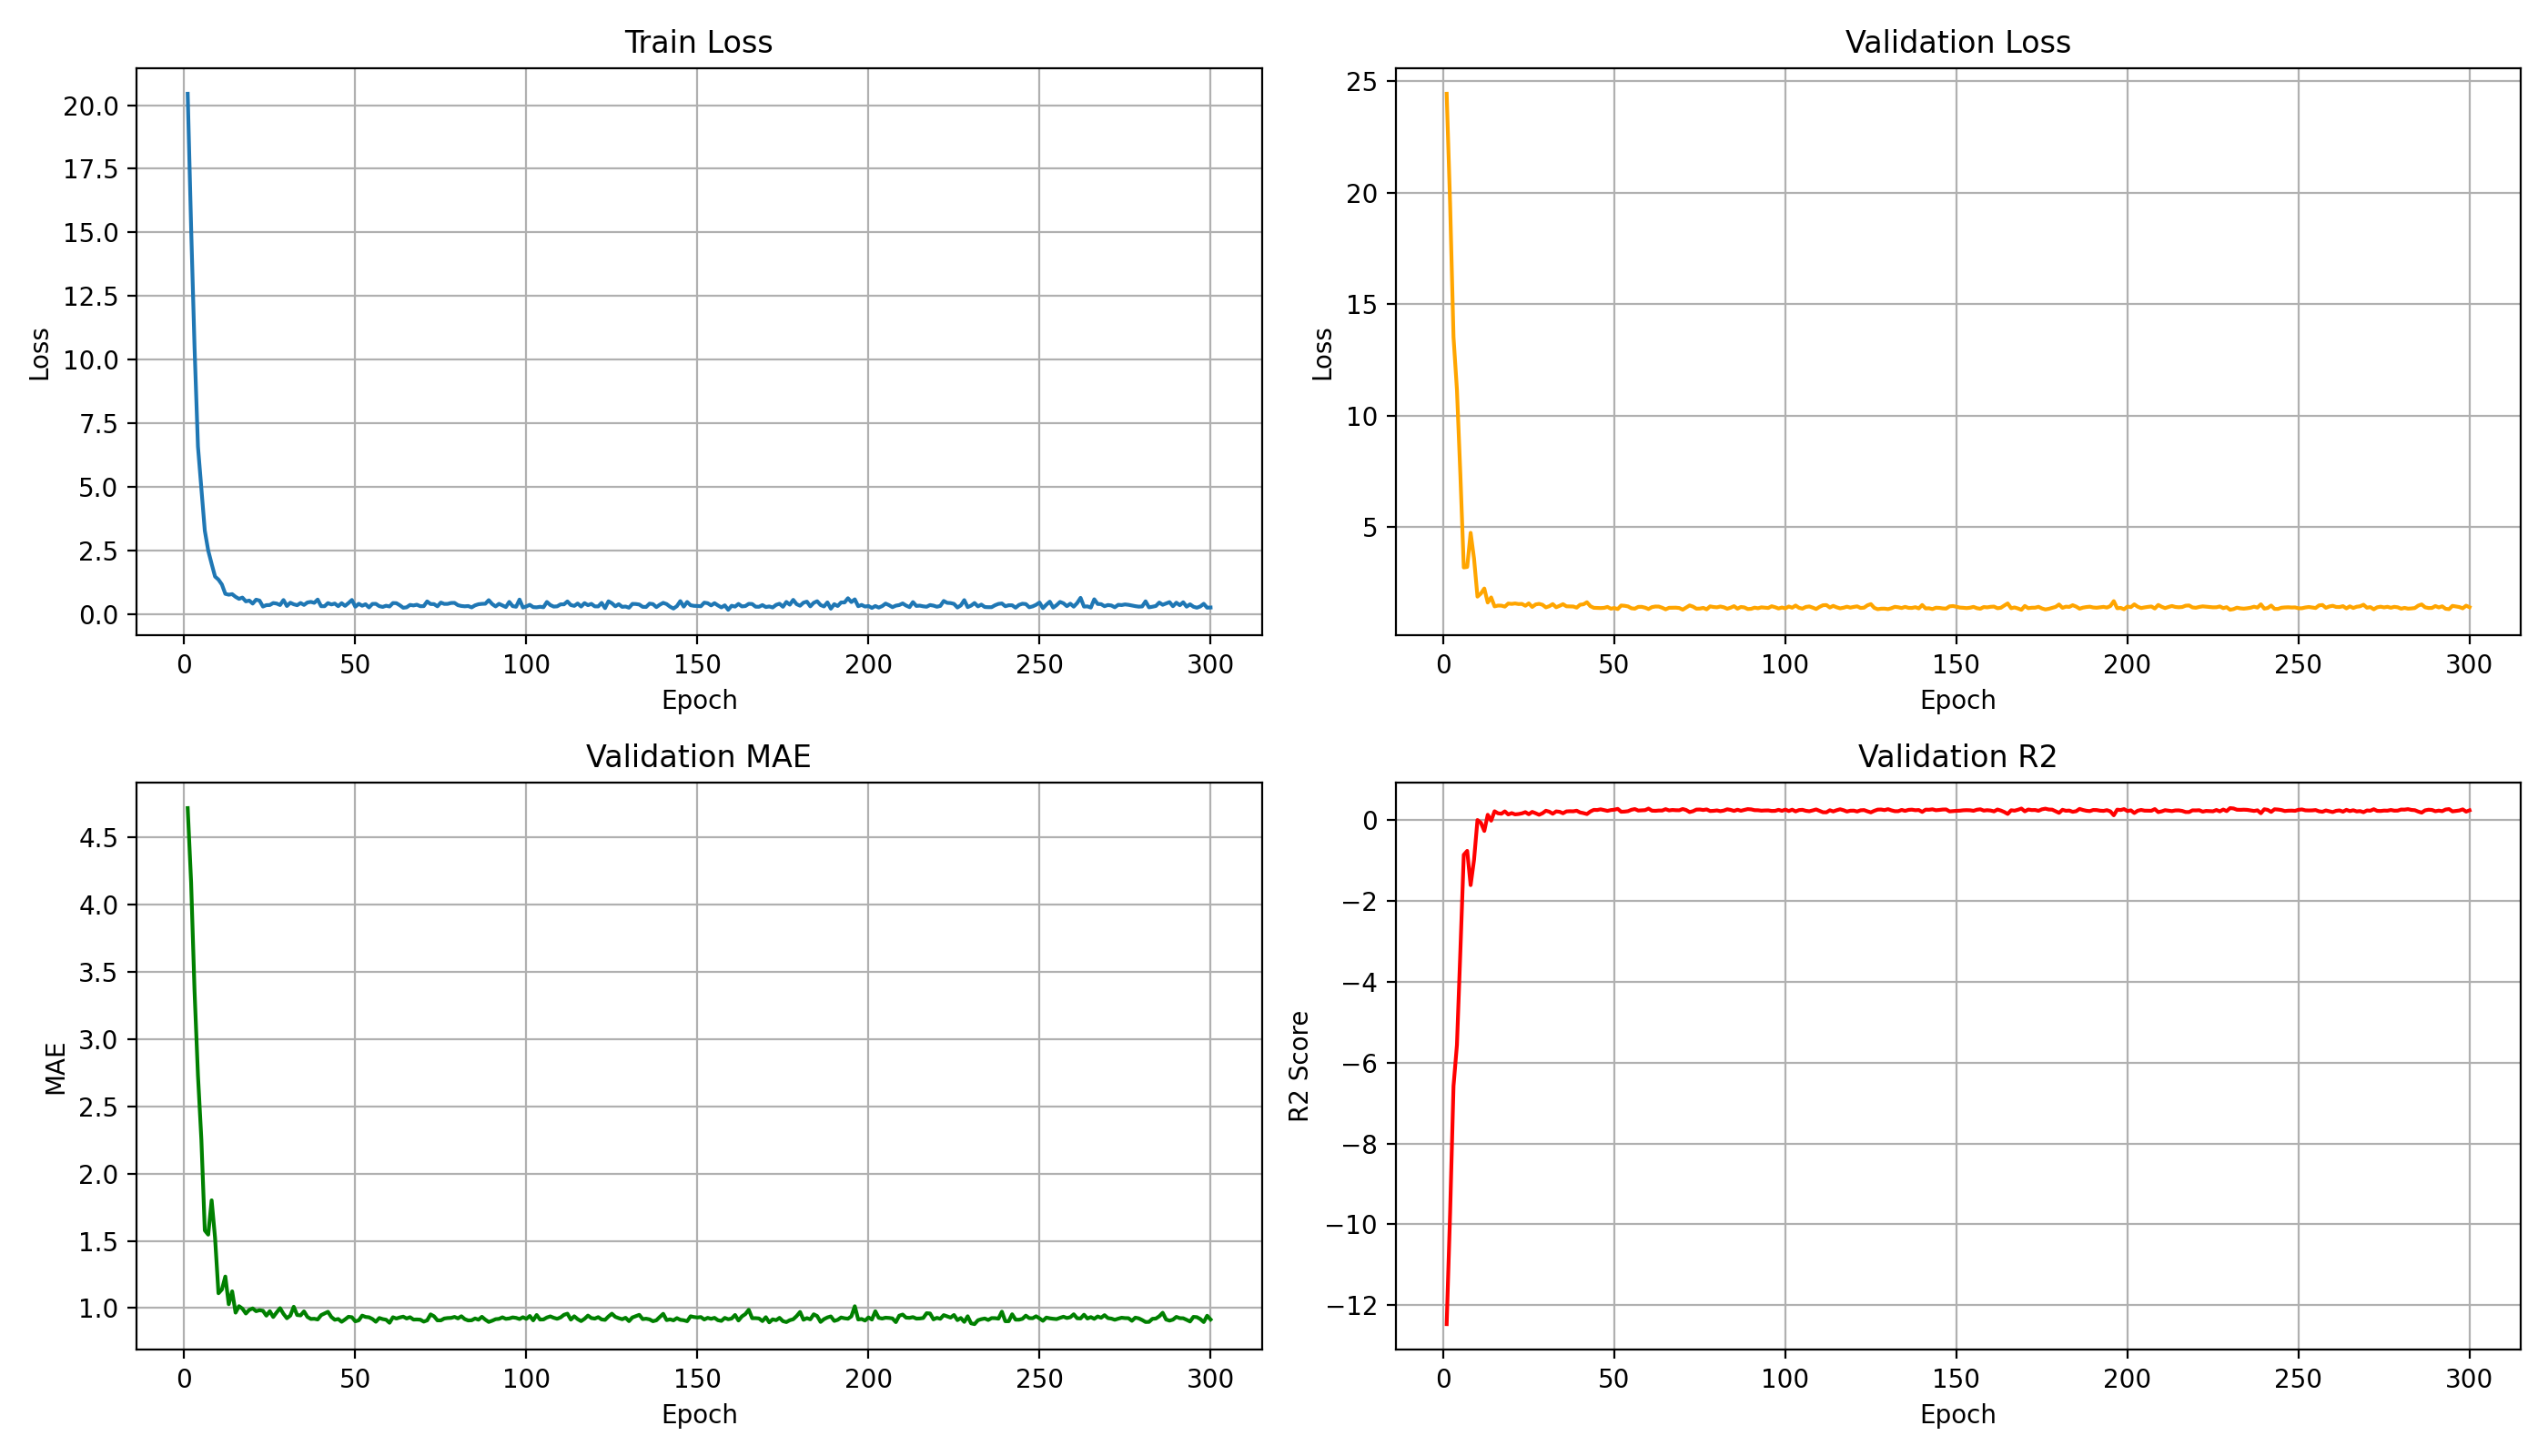 Train Loss
20.0
17.5
15.0
12.5
10.0
7.5
5.0
2.5
0.0
Loss
0 50 100 150 200 250 300
Epoch
Validation Loss
25
20
15
10
5
Loss
0 50 100 150 200 250 300
Epoch
Validation MAE
4.5
4.0
3.5
3.0
2.5
2.0
1.5
1.0
MAE
0 50 100 150 200 250 300
Epoch
Validation R2
0
−2
−4
−6
−8
−10
−12
R2 Score
0 50 100 150 200 250 300
Epoch